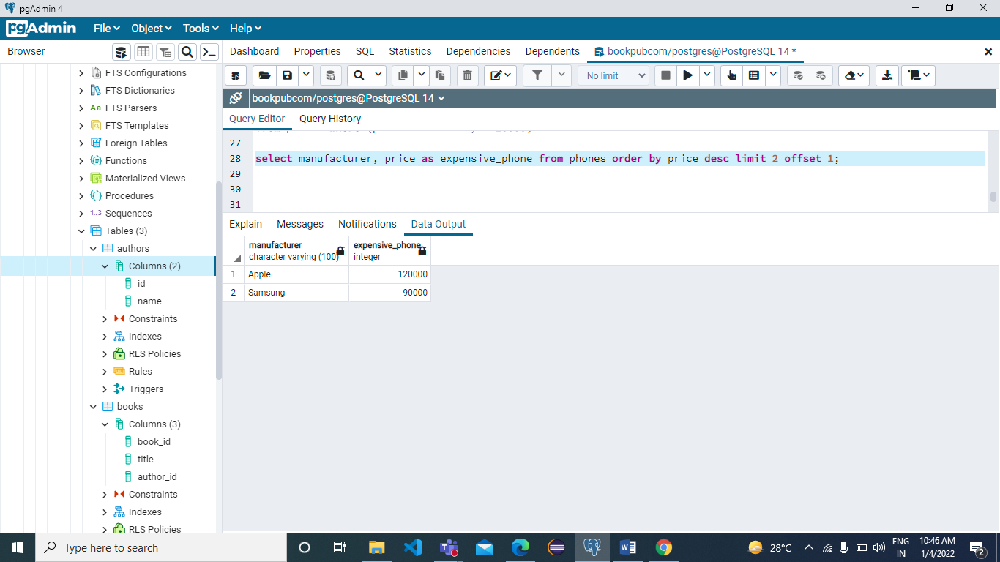 pgAdmin 4
pgAdmin File Object Tools Help
Browser
Dashboard Properties SQL Statistics Dependencies Dependents bookpubcom/postgres@PostgreSQL 14 *
No limit
bookpubcom/postgres@PostgreSQL 14
Query Editor Query History
27
28 select manufacturer, price as expensive_phone from phones order by price desc limit 2 offset 1;
29
30
31
Explain Messages Notifications Data Output
manufacturer expensive_phone
character varying (100) integer
1 Apple 120000
2 Samsung 90000
FTS Configurations
FTS Dictionaries
Aa FTS Parsers
FTS Templates
Foreign Tables
Functions
Materialized Views
Procedures
1..3 Sequences
Tables (3)
authors
Columns (2)
id
name
Constraints
Indexes
RLS Policies
Rules
Triggers
books
Columns (3)
book_id
title
author_id
Constraints
Indexes
RLS Policies
Type here to search
28°C
ENG
IN
10:46 AM
1/4/2022
2